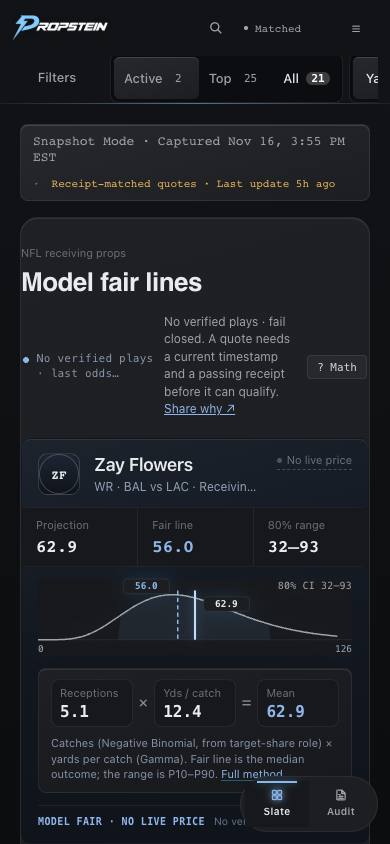 PROPSTEIN
• Matched
≡
Filters
Active 2
Top 25
All 21
Ya
Snapshot Mode · Captured Nov 16, 3:55 PM
EST
· Receipt-matched quotes · Last update 5h ago
NFL receiving props
Model fair lines
No verified plays
· last odds…
No verified plays · fail
closed. A quote needs
a current timestamp
and a passing receipt
before it can qualify.
Share why ↗
? Math
ZF
Zay Flowers
WR · BAL vs LAC · Receivin…
No live price
Projection
62.9
Fair line
56.0
80% range
32–93
56.0
80% CI 32–93
62.9
0
126
Receptions
5.1
×
Yds / catch
12.4
=
Mean
62.9
Catches (Negative Binomial, from target-share role) ×
yards per catch (Gamma). Fair line is the median
outcome; the range is P10–P90. Full method
MODEL FAIR · NO LIVE PRICE No ver
Slate
Audit